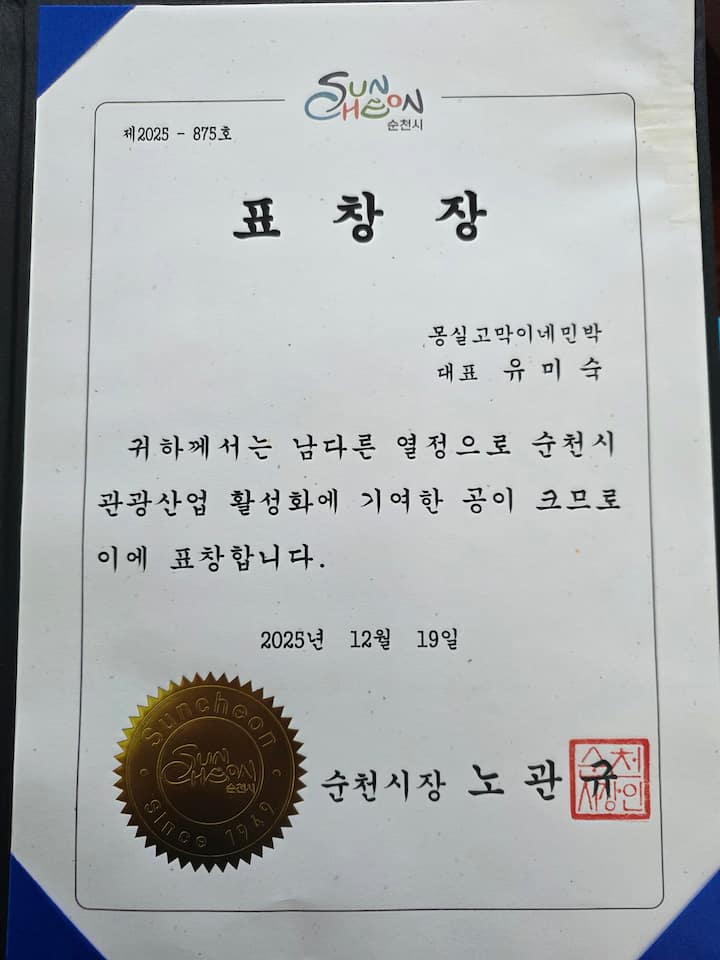 SUN
CHEON
순천시
제2025 - 875호
표 창 장
몽실고막이네민박
대표 유 미 숙
귀하께서는 남다른 열정으로 순천시
관광산업 활성화에 기여한 공이 크므로
이에 표창합니다.
2025년 12월 19일
Suncheon
SUN
CHEON
순천시
Since 1949
순천시장 노 관 규
순천
시장인